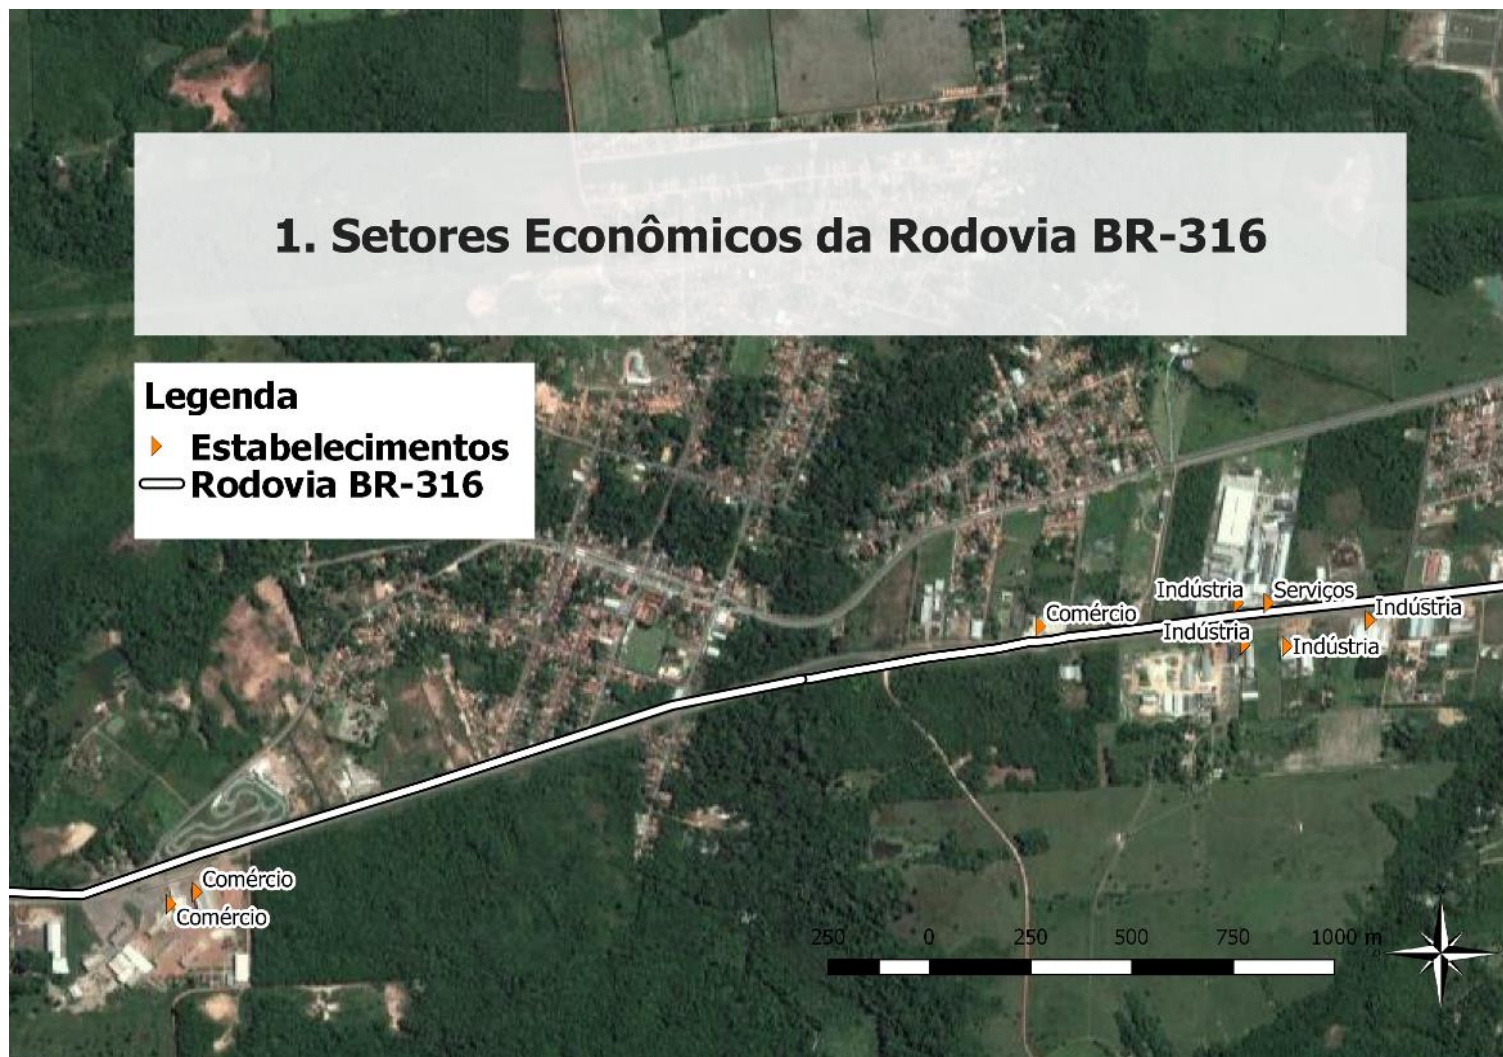 1. Setores Econômicos da Rodovia BR-316
Legenda
Estabelecimentos
Rodovia BR-316
Indústria
Serviços
Indústria
Comércio
Indústria
Indústria
Comércio
Comércio
250 0 250 500 750 1000 m